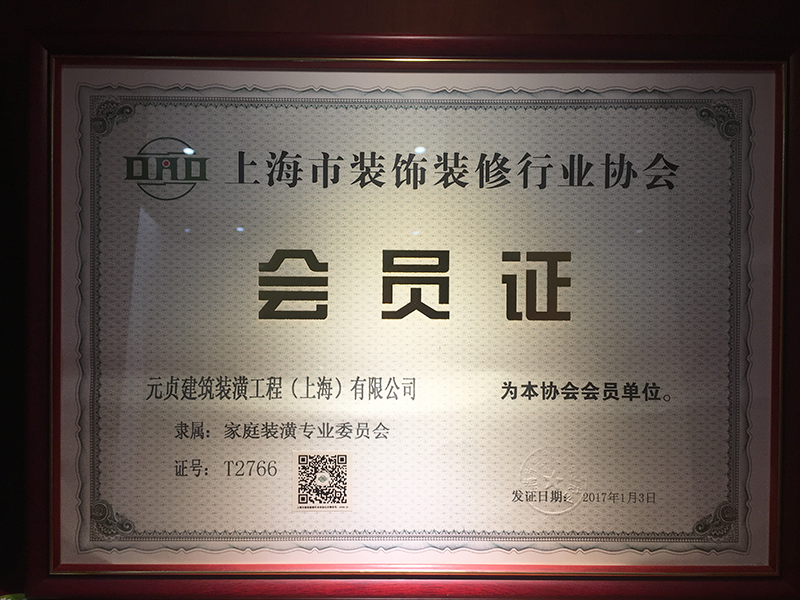 上海市装饰装修行业协会
会员证
元贞建筑装潢工程（上海）有限公司 为本协会会员单位。
隶属：家庭装潢专业委员会
证号：T2766
发证日期：2017年1月3日